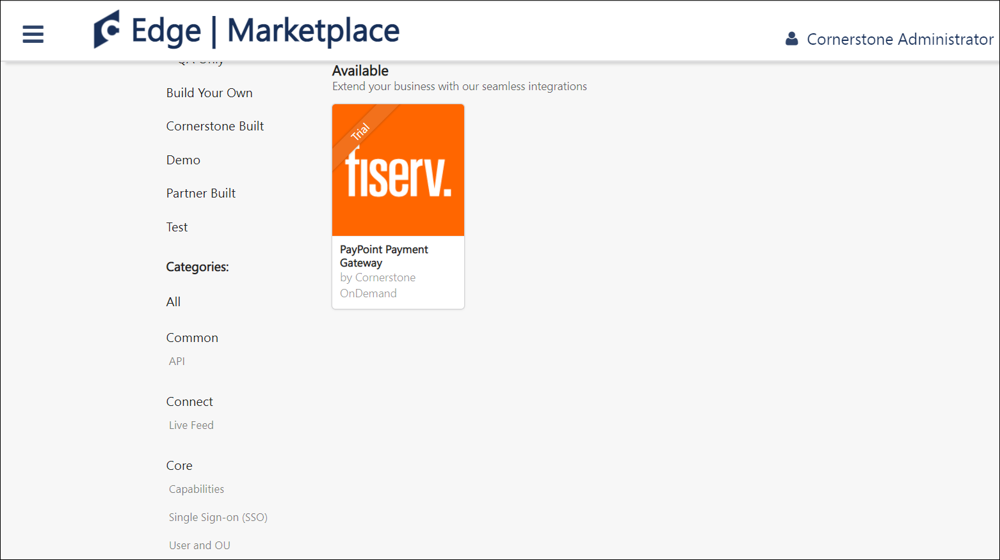 Edge | Marketplace
Cornerstone Administrator
Build Your Own
Cornerstone Built
Demo
Partner Built
Test
Categories:
All
Common
API
Connect
Live Feed
Core
Capabilities
Single Sign-on (SSO)
User and OU
Available
Extend your business with our seamless integrations
Trial
fiserv.
PayPoint Payment
Gateway
by Cornerstone
OnDemand